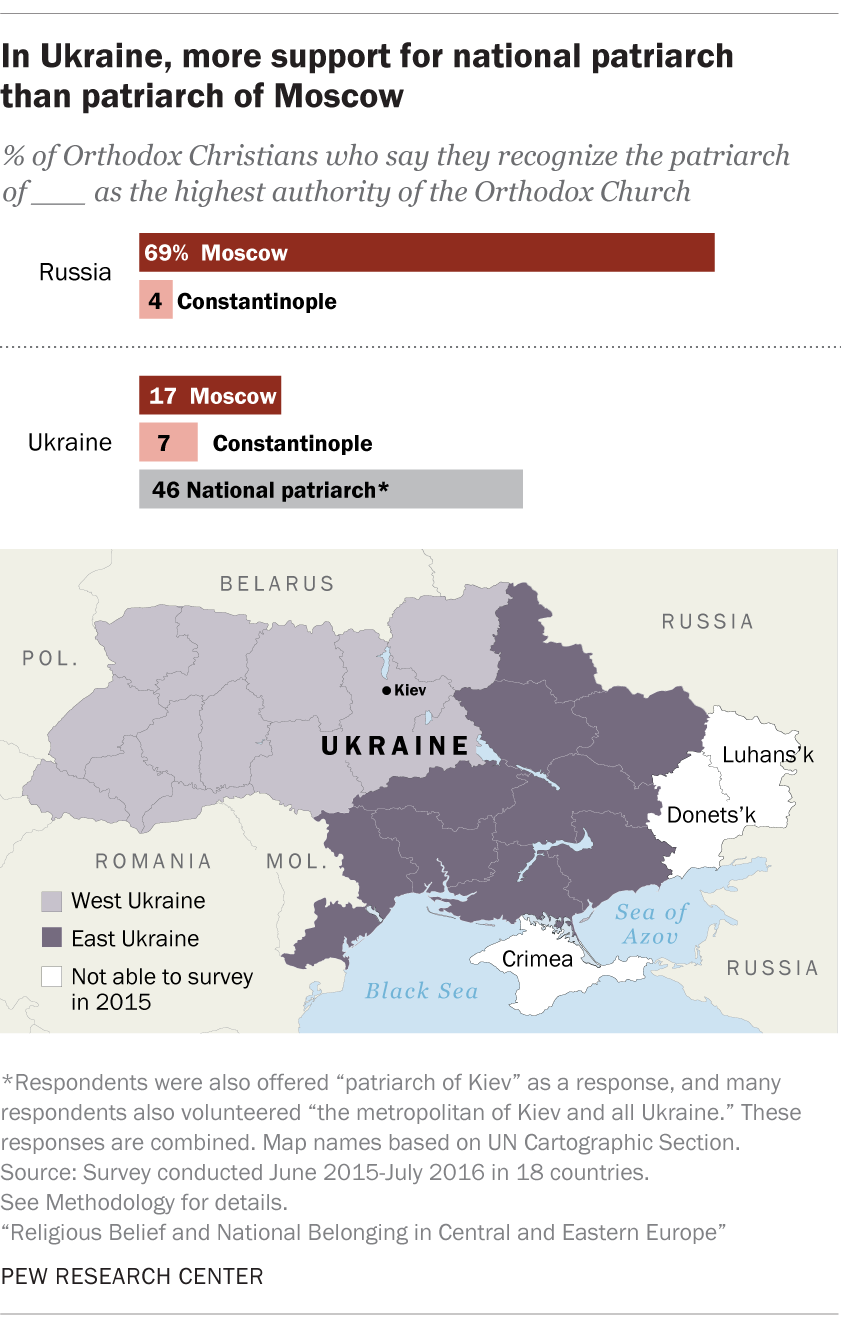 In Ukraine, more support for national patriarch
than patriarch of Moscow
% of Orthodox Christians who say they recognize the patriarch
of ___ as the highest authority of the Orthodox Church
Russia
69% Moscow
4 Constantinople
Ukraine
17 Moscow
7 Constantinople
46 National patriarch*
BELARUS
RUSSIA
POL.
Kiev
UKRAINE
Luhans’k
Donets’k
ROMANIA
MOL.
West Ukraine
East Ukraine
Not able to survey
in 2015
Sea of
Azov
Crimea
RUSSIA
Black Sea
*Respondents were also offered “patriarch of Kiev” as a response, and many
respondents also volunteered “the metropolitan of Kiev and all Ukraine.” These
responses are combined. Map names based on UN Cartographic Section.
Source: Survey conducted June 2015-July 2016 in 18 countries.
See Methodology for details.
“Religious Belief and National Belonging in Central and Eastern Europe”
PEW RESEARCH CENTER